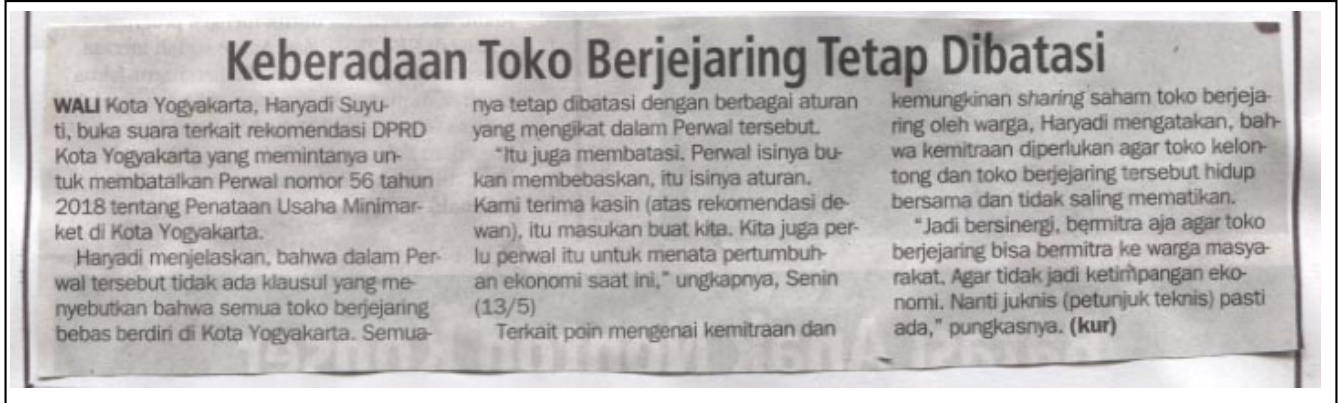 Keberadaan Toko Berjejaring Tetap Dibatasi
WALI Kota Yogyakarta, Haryadi Suyu-
ti, buka suara terkait rekomendasi DPRD
Kota Yogyakarta yang memintanya un-
tuk membatalkan Perwal nomor 56 tahun
2018 tentang Penataan Usaha Minimar-
ket di Kota Yogyakarta.
Haryadi menjelaskan, bahwa dalam Per-
wal tersebut tidak ada klausul yang me-
nyebutkan bahwa semua toko berjejaring
bebas berdiri di Kota Yogyakarta. Semua-
nya tetap dibatasi dengan berbagai aturan
yang mengikat dalam Perwal tersebut.
"Itu juga membatasi. Perwal isinya bu-
kan membebaskan, itu isinya aturan.
Kami terima kasih (atas rekomendasi de-
wan), itu masukan buat kita. Kita juga per-
lu perwal itu untuk menata pertumbuh-
an ekonomi saat ini," ungkapnya, Senin
(13/5)
Terkait poin mengenai kemitraan dan
kemungkinan sharing saham toko berjeja-
ring oleh warga, Haryadi mengatakan, bah-
wa kemitraan diperlukan agar toko kelon-
tong dan toko berjejaring tersebut hidup
bersama dan tidak saling mematikan.
"Jadi bersinergi, bermitra aja agar toko
berjejaring bisa bermitra ke warga masya-
rakat. Agar tidak jadi ketimpangan eko-
nomi. Nanti juknis (petunjuk teknis) pasti
ada," pungkasnya. (kur)